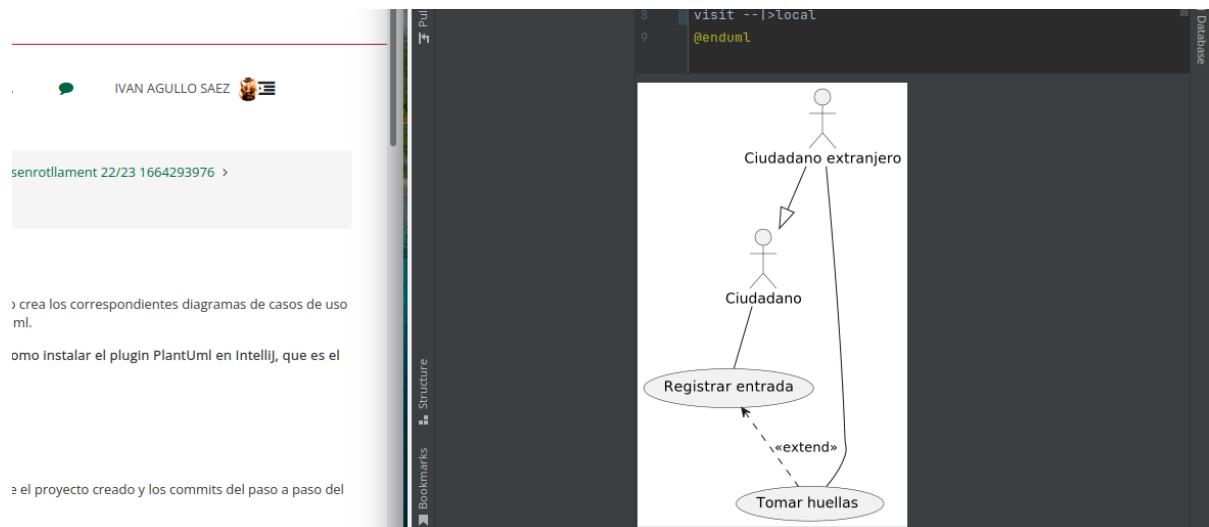 IVAN AGULLO SAEZ
senrotllament 22/23 1664293976 >
crea los correspondientes diagramas de casos de uso
ml.
omo instalar el plugin PlantUml en IntelliJ, que es el
e el proyecto creado y los commits del paso a paso del
Pul
Structure
Bookmarks
8 visit --|>local
9 @enduml
Database
Ciudadano extranjero
Ciudadano
Registrar entrada
«extend»
Tomar huellas